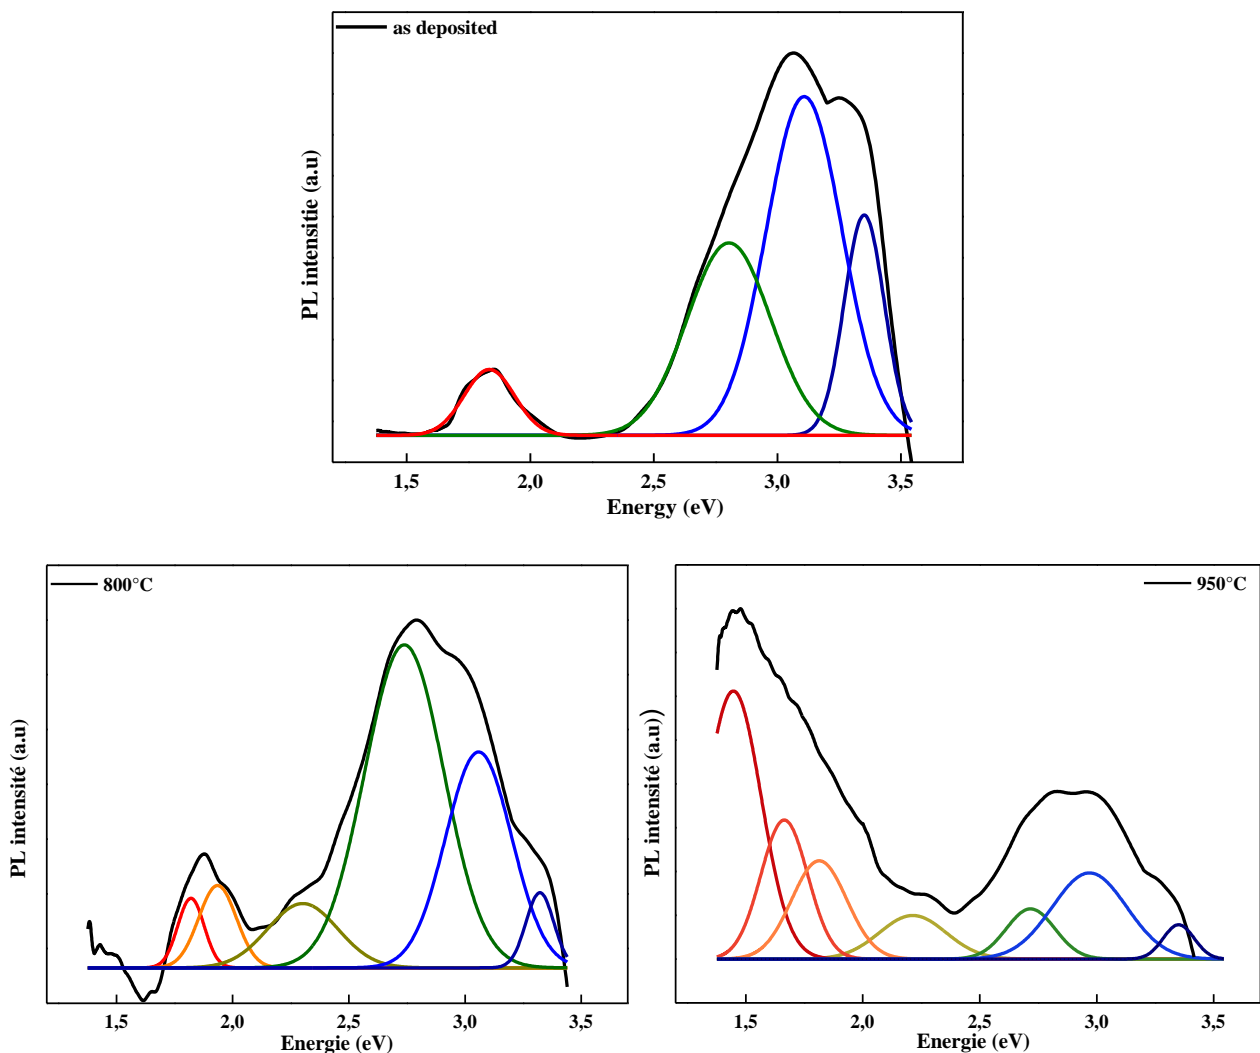 as deposited
PL intensitie (a.u)
1,5 2,0 2,5 3,0 3,5
Energy (eV)
800°C
PL intensité (a.u)
1,5 2,0 2,5 3,0 3,5
Energie (eV)
950°C
PL intensité (a.u))
1,5 2,0 2,5 3,0 3,5
Energie (eV)